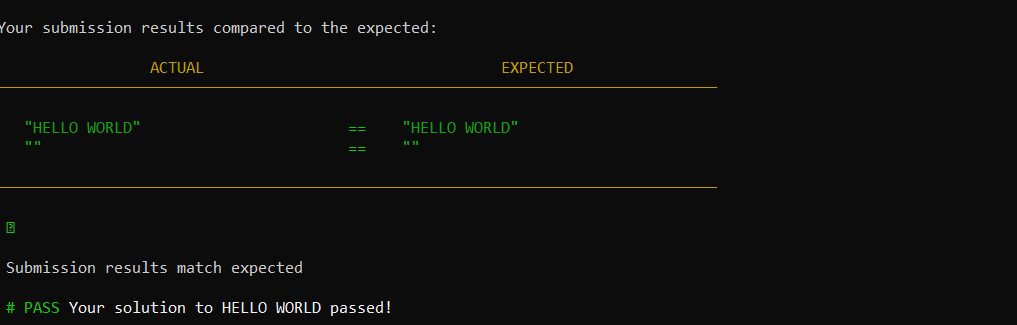 Your submission results compared to the expected:
ACTUAL EXPECTED
"HELLO WORLD" == "HELLO WORLD"
"" == ""
Submission results match expected
# PASS Your solution to HELLO WORLD passed!